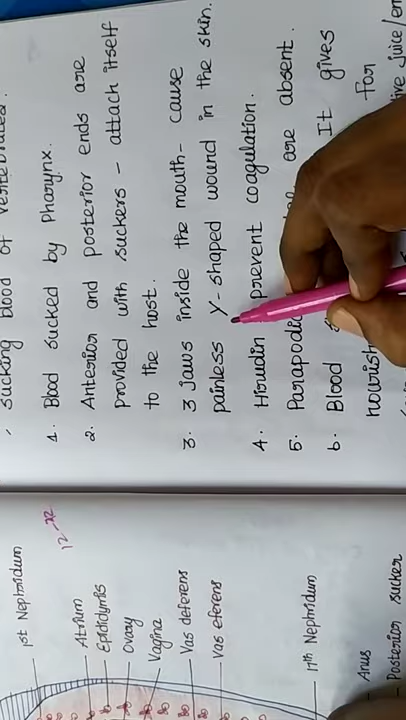 sucking blood of vertebrates.
1. Blood sucked by Pharynx.
2. Anterior and posterior ends are
provided with suckers - attach itself
to the host.
3. 3 jaws inside the mouth - cause
painless Y-shaped wound in the skin.
4. Hirudin prevent coagulation.
5. are absent.
6. Blood It gives
for
juice/en
1st Nephridium
12-22
Atrium
Epididymis
Ovary
Vagina
Vas deferens
Vas eferens
17th Nephridium
Anus
Posterior sucker